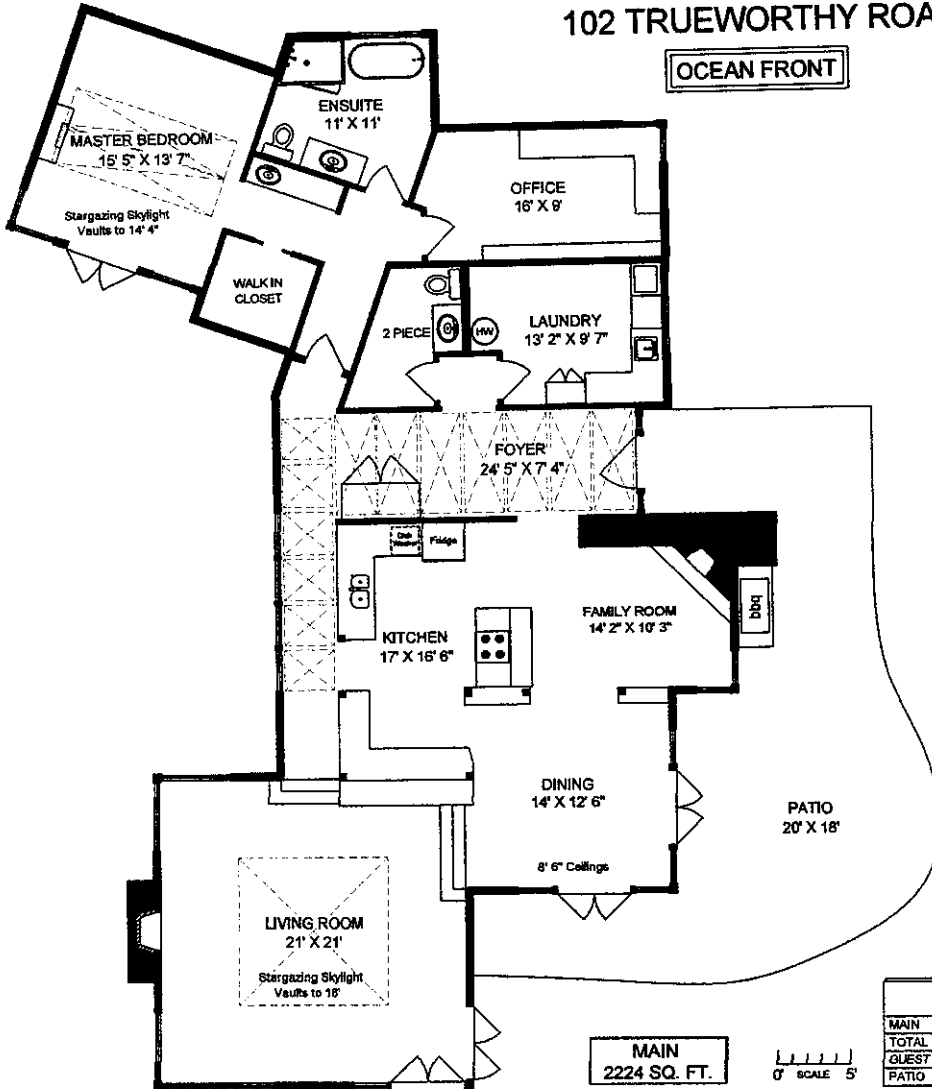 102 TRUEWORTHY ROA
OCEAN FRONT
ENSUITE
11' X 11'
MASTER BEDROOM
15' 5" X 13' 7"
Stargazing Skylight
Vaults to 14' 4"
OFFICE
16' X 9'
WALK IN
CLOSET
2 PIECE
HW
LAUNDRY
13' 2" X 9' 7"
FOYER
24' 5" X 7' 4"
Dish
Washer
Fridge
KITCHEN
17' X 16' 6"
FAMILY ROOM
14' 2" X 10' 3"
bbq
DINING
14' X 12' 6"
8' 6" Ceilings
PATIO
20' X 18'
LIVING ROOM
21' X 21'
Stargazing Skylight
Vaults to 16'
MAIN
2224 SQ. FT.
0' SCALE 5'
MAIN
TOTAL
GUEST
PATIO